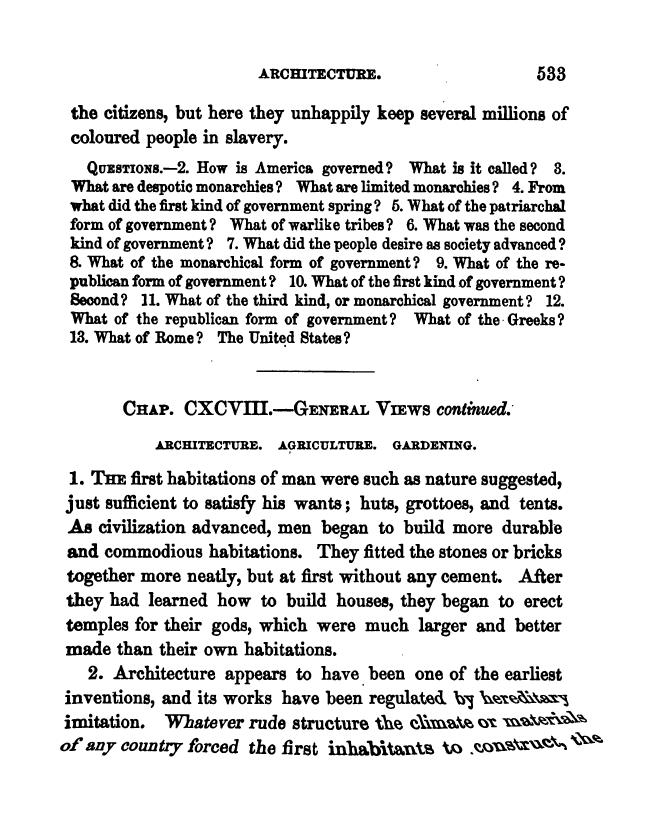 ARCHITECTURE. 533
the citizens, but here they unhappily keep several millions of
coloured people in slavery.
QUESTIONS.—2. How is America governed? What is it called? 3.
What are despotic monarchies? What are limited monarchies? 4. From
what did the first kind of government spring? 5. What of the patriarchal
form of government? What of warlike tribes? 6. What was the second
kind of government? 7. What did the people desire as society advanced?
8. What of the monarchical form of government? 9. What of the re-
publican form of government? 10. What of the first kind of government?
Second? 11. What of the third kind, or monarchical government? 12.
What of the republican form of government? What of the Greeks?
13. What of Rome? The United States?
CHAP. CXCVIII.—GENERAL VIEWS continued.
ARCHITECTURE. AGRICULTURE. GARDENING.
1. THE first habitations of man were such as nature suggested,
just sufficient to satisfy his wants; huts, grottoes, and tents.
As civilization advanced, men began to build more durable
and commodious habitations. They fitted the stones or bricks
together more neatly, but at first without any cement. After
they had learned how to build houses, they began to erect
temples for their gods, which were much larger and better
made than their own habitations.
2. Architecture appears to have been one of the earliest
inventions, and its works have been regulated by hereditary
imitation. Whatever rude structure the climate or materials
of any country forced the first inhabitants to construct, the